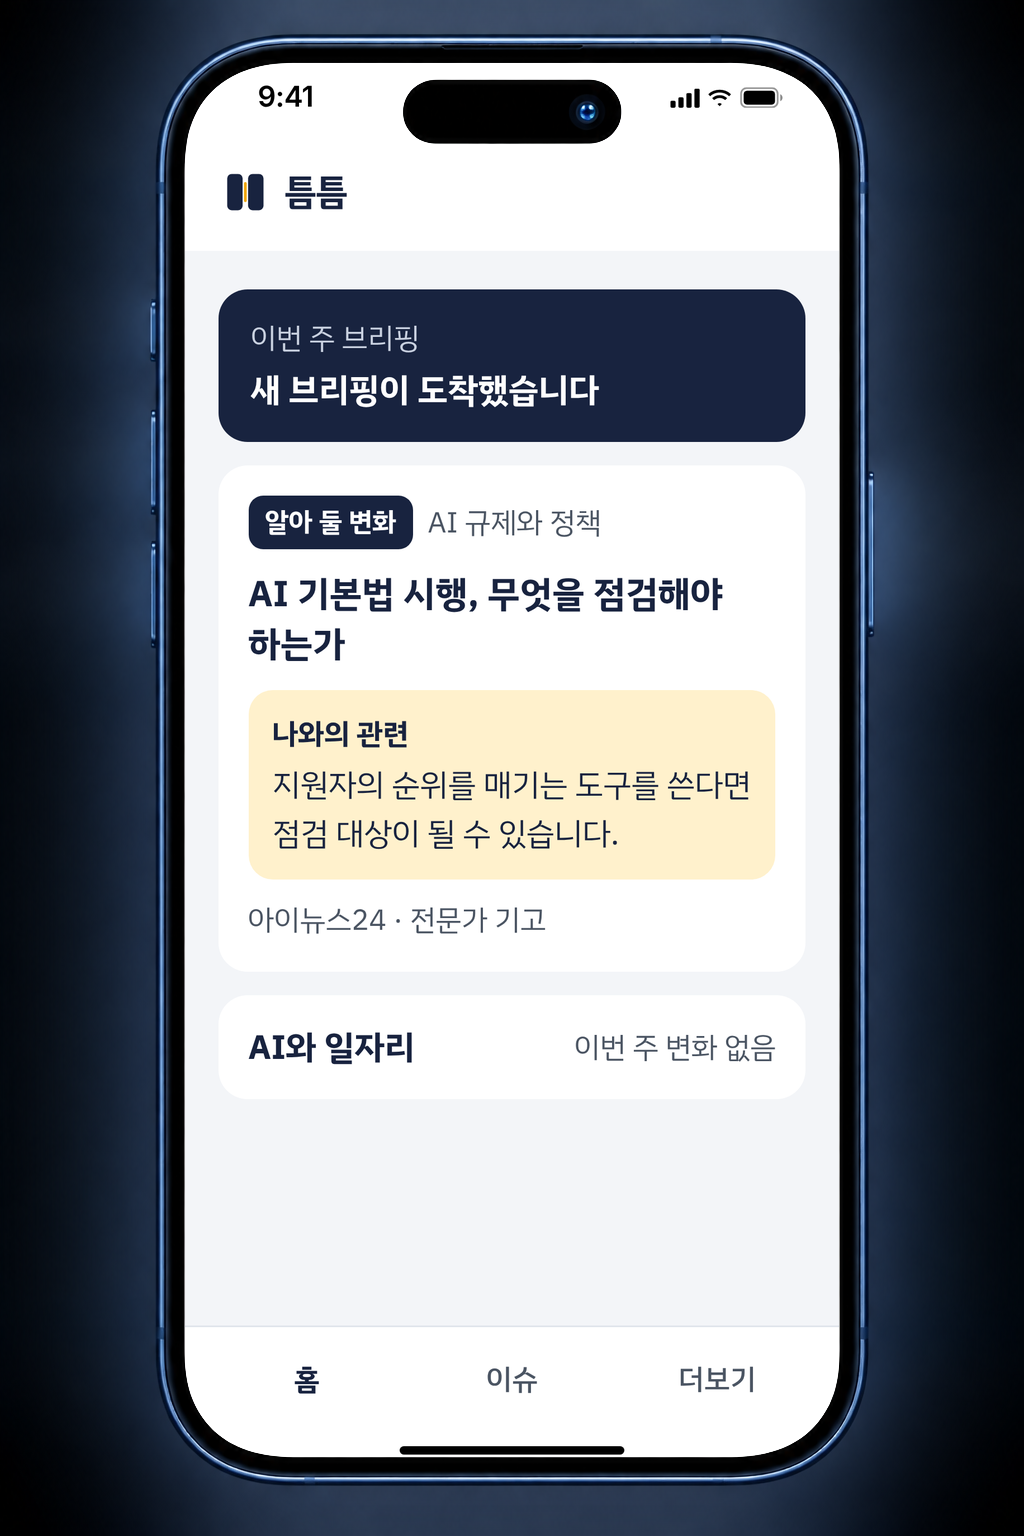 9:41
틈틈
이번 주 브리핑
새 브리핑이 도착했습니다
알아 둘 변화 AI 규제와 정책
AI 기본법 시행, 무엇을 점검해야
하는가
나와의 관련
지원자의 순위를 매기는 도구를 쓴다면
점검 대상이 될 수 있습니다.
아이뉴스24 · 전문가 기고
AI와 일자리 이번 주 변화 없음
홈 이슈 더보기